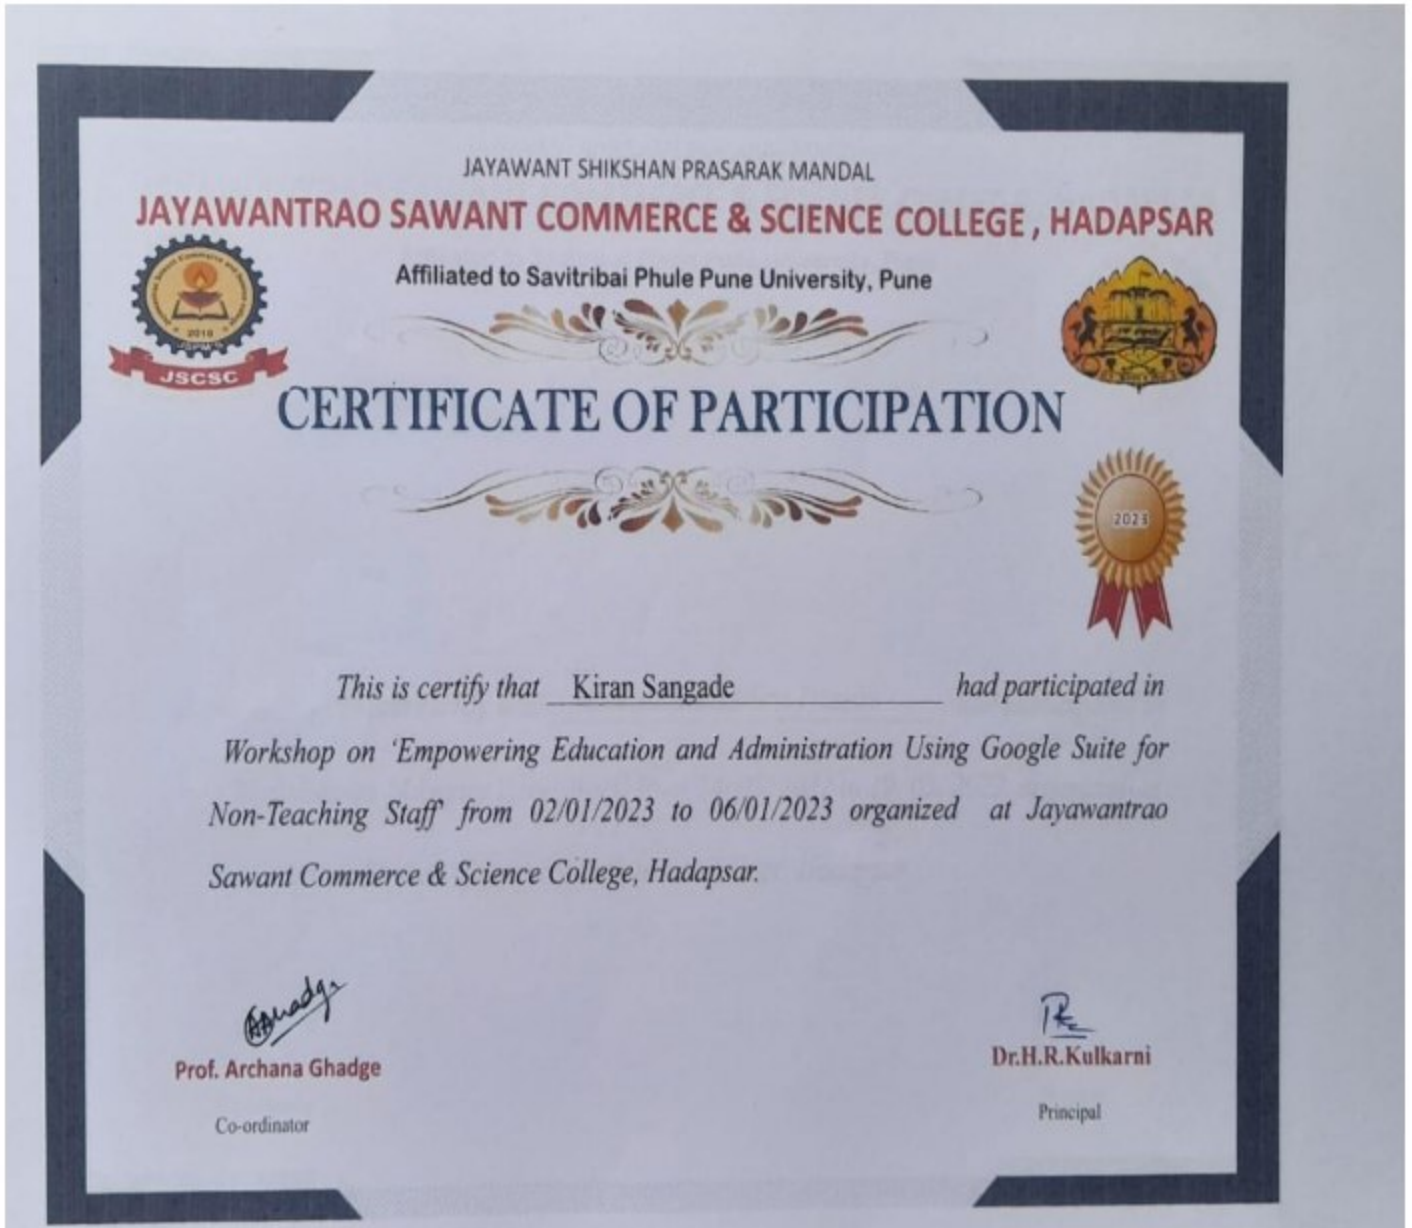 JAYAWANT SHIKSHAN PRASARAK MANDAL
JAYAWANTRAO SAWANT COMMERCE & SCIENCE COLLEGE , HADAPSAR
Affiliated to Savitribai Phule Pune University, Pune
2018
JSCSC
CERTIFICATE OF PARTICIPATION
2023
This is certify that Kiran Sangade had participated in
Workshop on ‘Empowering Education and Administration Using Google Suite for
Non-Teaching Staff’ from 02/01/2023 to 06/01/2023 organized at Jayawantrao
Sawant Commerce & Science College, Hadapsar.
Prof. Archana Ghadge
Dr.H.R.Kulkarni
Co-ordinator
Principal